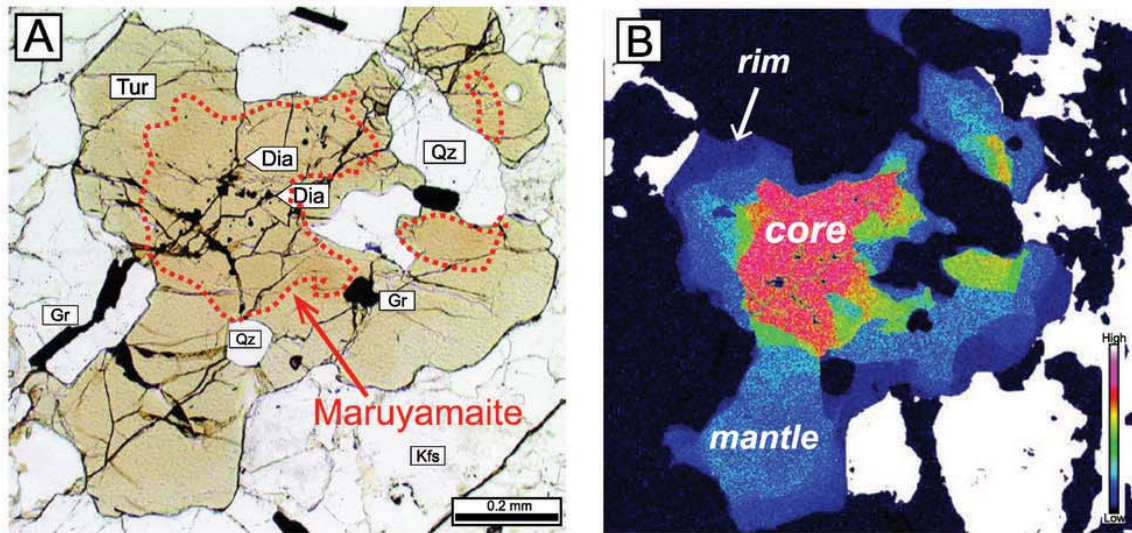 A
Tur
Dia
Dia
Qz
Gr
Gr
Qz
Maruyamaite
Kfs
0.2 mm
B
rim
core
mantle
High
Low